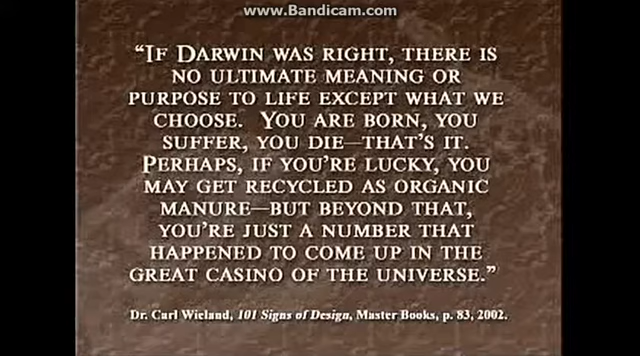 www.Bandicam.com
“IF DARWIN WAS RIGHT, THERE IS
NO ULTIMATE MEANING OR
PURPOSE TO LIFE EXCEPT WHAT WE
CHOOSE. YOU ARE BORN, YOU
SUFFER, YOU DIE—THAT’S IT.
PERHAPS, IF YOU’RE LUCKY, YOU
MAY GET RECYCLED AS ORGANIC
MANURE—BUT BEYOND THAT,
YOU’RE JUST A NUMBER THAT
HAPPENED TO COME UP IN THE
GREAT CASINO OF THE UNIVERSE.”
Dr. Carl Wieland, 101 Signs of Design, Master Books, p. 83, 2002.